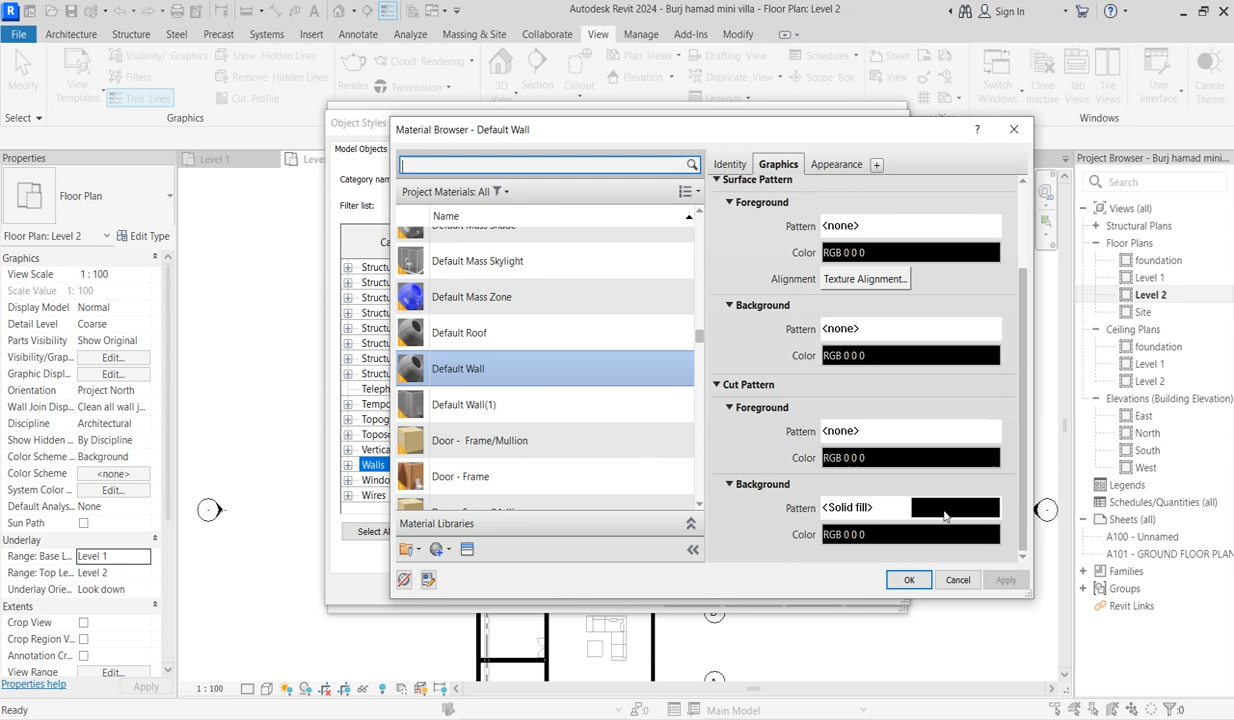 Autodesk Revit 2024 - Burj hamad mini villa - Floor Plan: Level 2
Sign In
File Architecture Structure Steel Precast Systems Insert Annotate Analyze Massing & Site Collaborate View Manage Add-Ins Modify
Modify
View Templates
Visibility/ Graphics
Filters
Thin Lines
Show Hidden Lines
Remove Hidden Lines
Cut Profile
Render
Cloud Rendering
Twinmotion
3D
Section
Callout
Plan Views
Elevation
Drafting View
Duplicate View
Legends
Schedules
Scope Box
Sheet
View
Switch Windows
Close Inactive
Tab Views
Tile Views
User Interface
Canvas Theme
Select
Graphics
Windows
Properties
Level 1
Floor Plan
Floor Plan: Level 2
Edit Type
Graphics
View Scale 1 : 100
Scale Value 1: 100
Display Model Normal
Detail Level Coarse
Parts Visibility Show Original
Visibility/Grap... Edit...
Graphic Displ... Edit...
Orientation Project North
Wall Join Disp... Clean all wall j...
Discipline Architectural
Show Hidden ... By Discipline
Color Scheme ... Background
Color Scheme <none>
System Color ... Edit...
Default Analys... None
Sun Path
Underlay
Range: Base L... Level 1
Range: Top Le... Level 2
Underlay Orie... Look down
Extents
Crop View
Crop Region V...
Annotation Cr...
View Range Edit...
Properties help Apply
Object Styles
Model Objects
Category nam
Filter list:
Ca
Structu
Structu
Structu
Structu
Structu
Structu
Structu
Structu
Teleph
Tempo
Topog
Topos
Vertica
Walls
Windo
Wires
Select Al
Material Browser - Default Wall
Project Materials: All
Name
Default Mass Shade
Default Mass Skylight
Default Mass Zone
Default Roof
Default Wall
Default Wall(1)
Door - Frame/Mullion
Door - Frame
Material Libraries
Identity Graphics Appearance
Surface Pattern
Foreground
Pattern <none>
Color RGB 0 0 0
Alignment Texture Alignment...
Background
Pattern <none>
Color RGB 0 0 0
Cut Pattern
Foreground
Pattern <none>
Color RGB 0 0 0
Background
Pattern <Solid fill>
Color RGB 0 0 0
OK Cancel Apply
Project Browser - Burj hamad mini...
Search
Views (all)
Structural Plans
Floor Plans
foundation
Level 1
Level 2
Site
Ceiling Plans
foundation
Level 1
Level 2
Elevations (Building Elevation)
East
North
South
West
Legends
Schedules/Quantities (all)
Sheets (all)
A100 - Unnamed
A101 - GROUND FLOOR PLAN
Families
Groups
Revit Links
1 : 100
Ready
:0
Main Model
:0